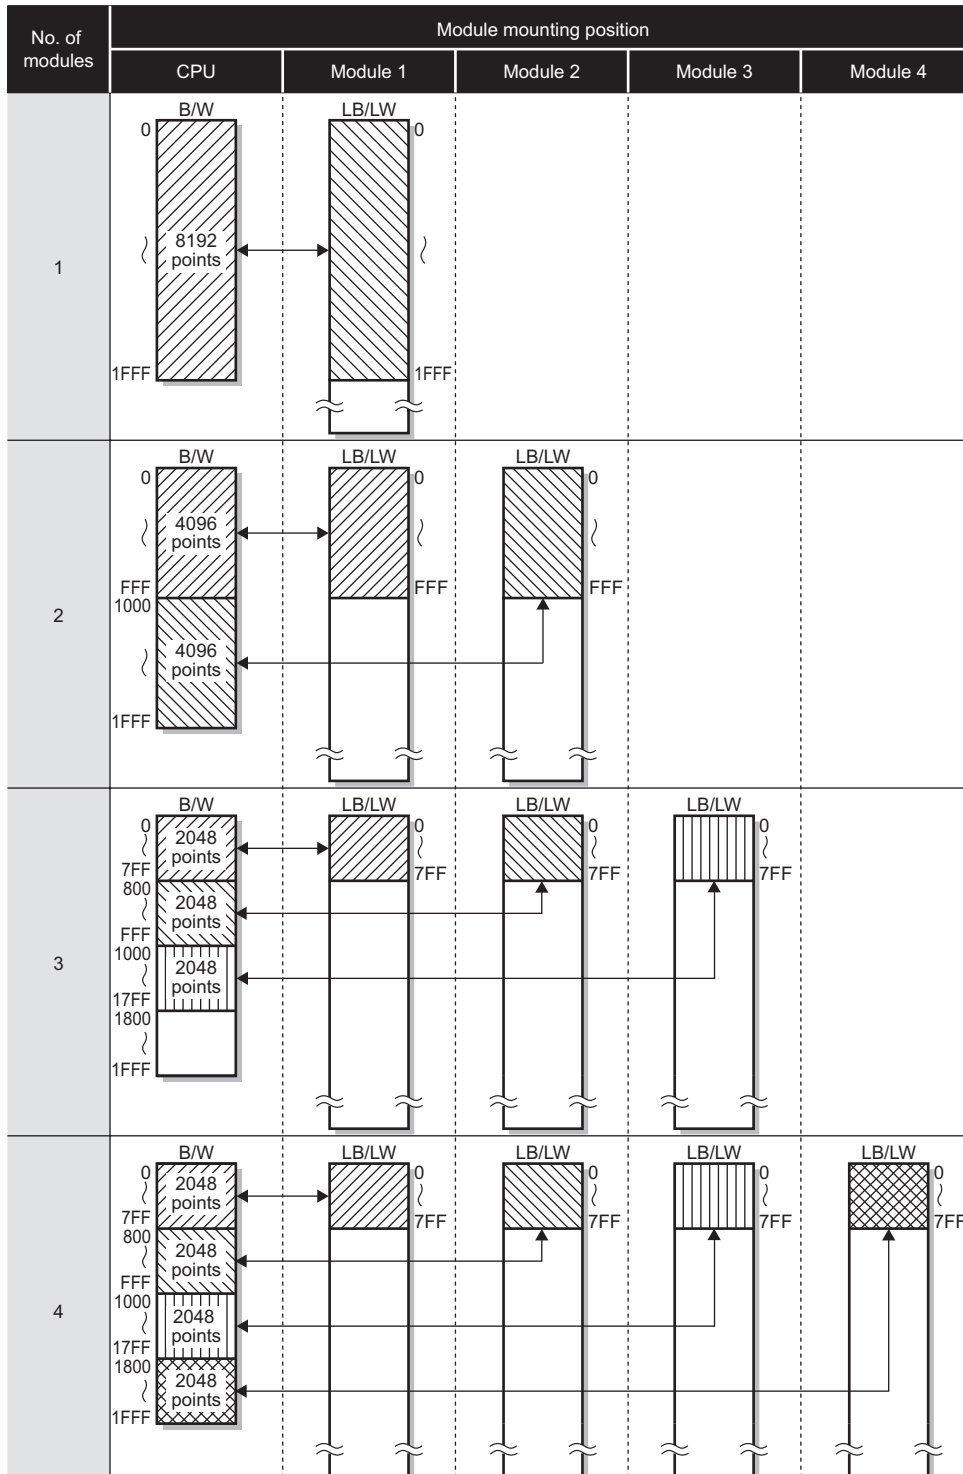 No. of modules
Module mounting position
CPU
Module 1
Module 2
Module 3
Module 4
1
B/W
0
8192
points
1FFF
LB/LW
0
1FFF
2
B/W
0
4096
points
FFF
1000
4096
points
1FFF
LB/LW
0
FFF
LB/LW
0
FFF
3
B/W
0
2048
points
7FF
800
2048
points
FFF
1000
2048
points
17FF
1800
1FFF
LB/LW
0
7FF
LB/LW
0
7FF
LB/LW
0
7FF
4
B/W
0
2048
points
7FF
800
2048
points
FFF
1000
2048
points
17FF
1800
2048
points
1FFF
LB/LW
0
7FF
LB/LW
0
7FF
LB/LW
0
7FF
LB/LW
0
7FF